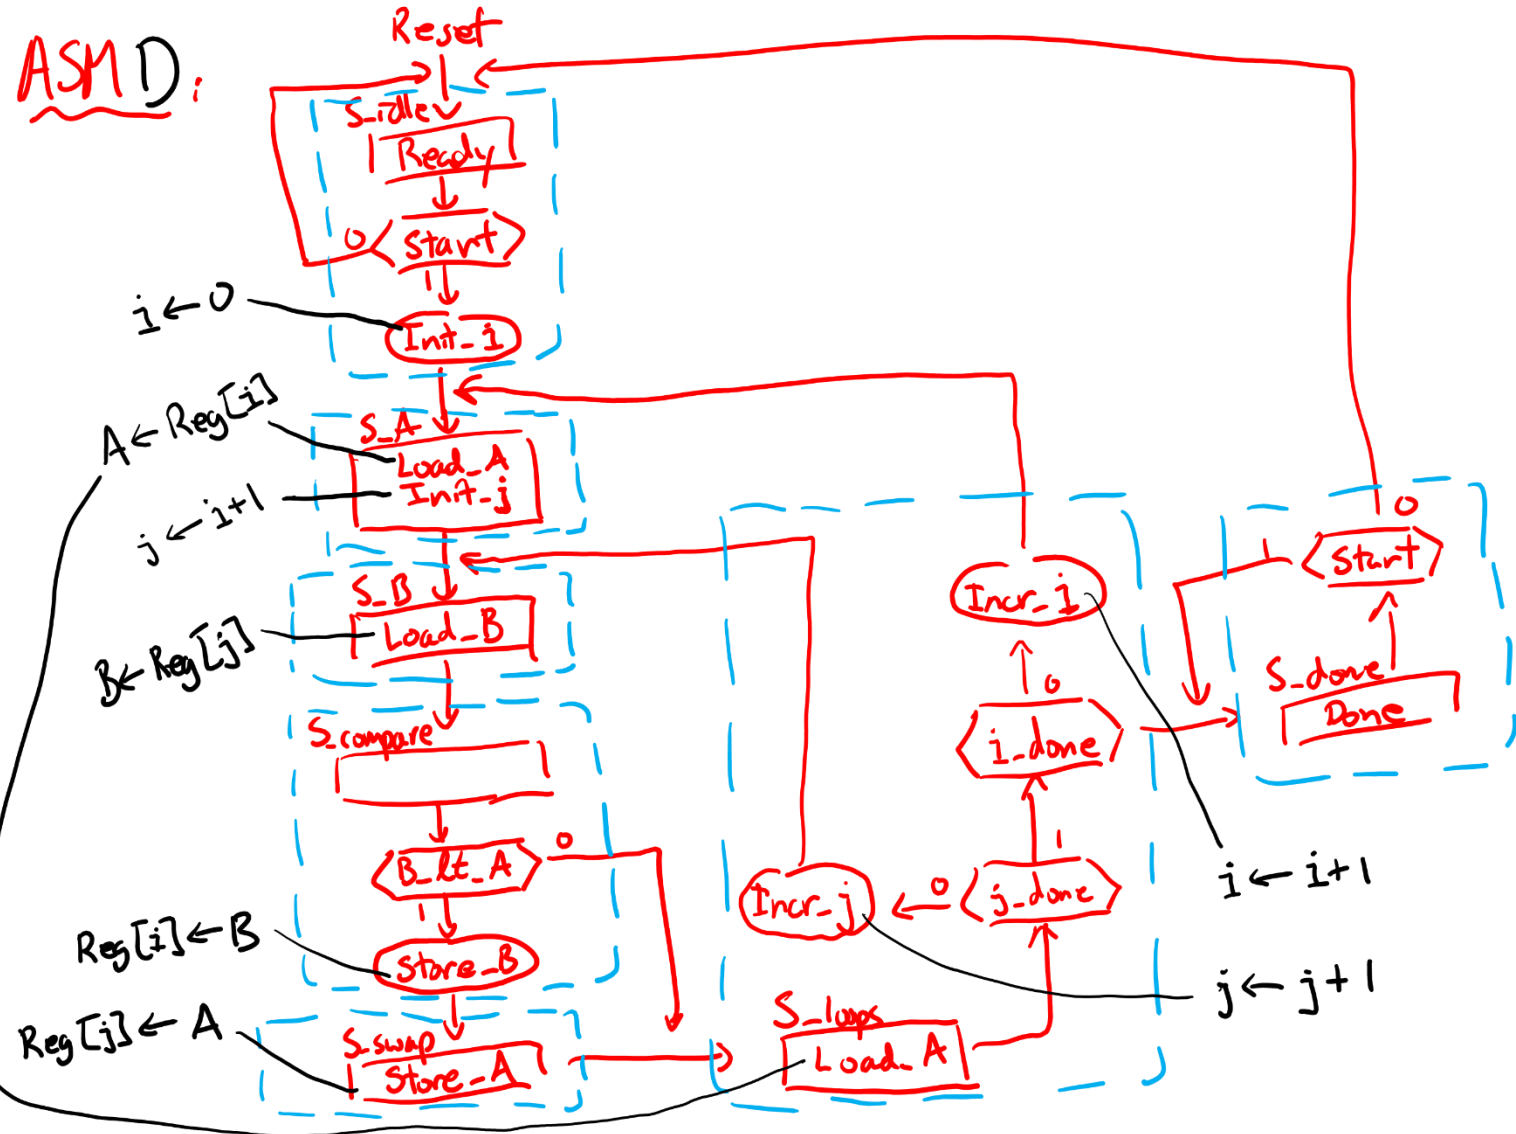 ASMD:
Reset
S_idle
Ready
0
Start
1
i ← 0
Init_i
A ← Reg[i]
S_A
Load_A
Init_j
j ← i+1
S_B
Load_B
B ← Reg[j]
S_compare
B_lt_A
0
1
Reg[i] ← B
Store_B
Reg[j] ← A
S_swap
Store_A
S_loops
Load_A
j_done
0
1
Incr_j
j ← j+1
i_done
0
Incr_i
i ← i+1
S_done
Done
Start
0
1